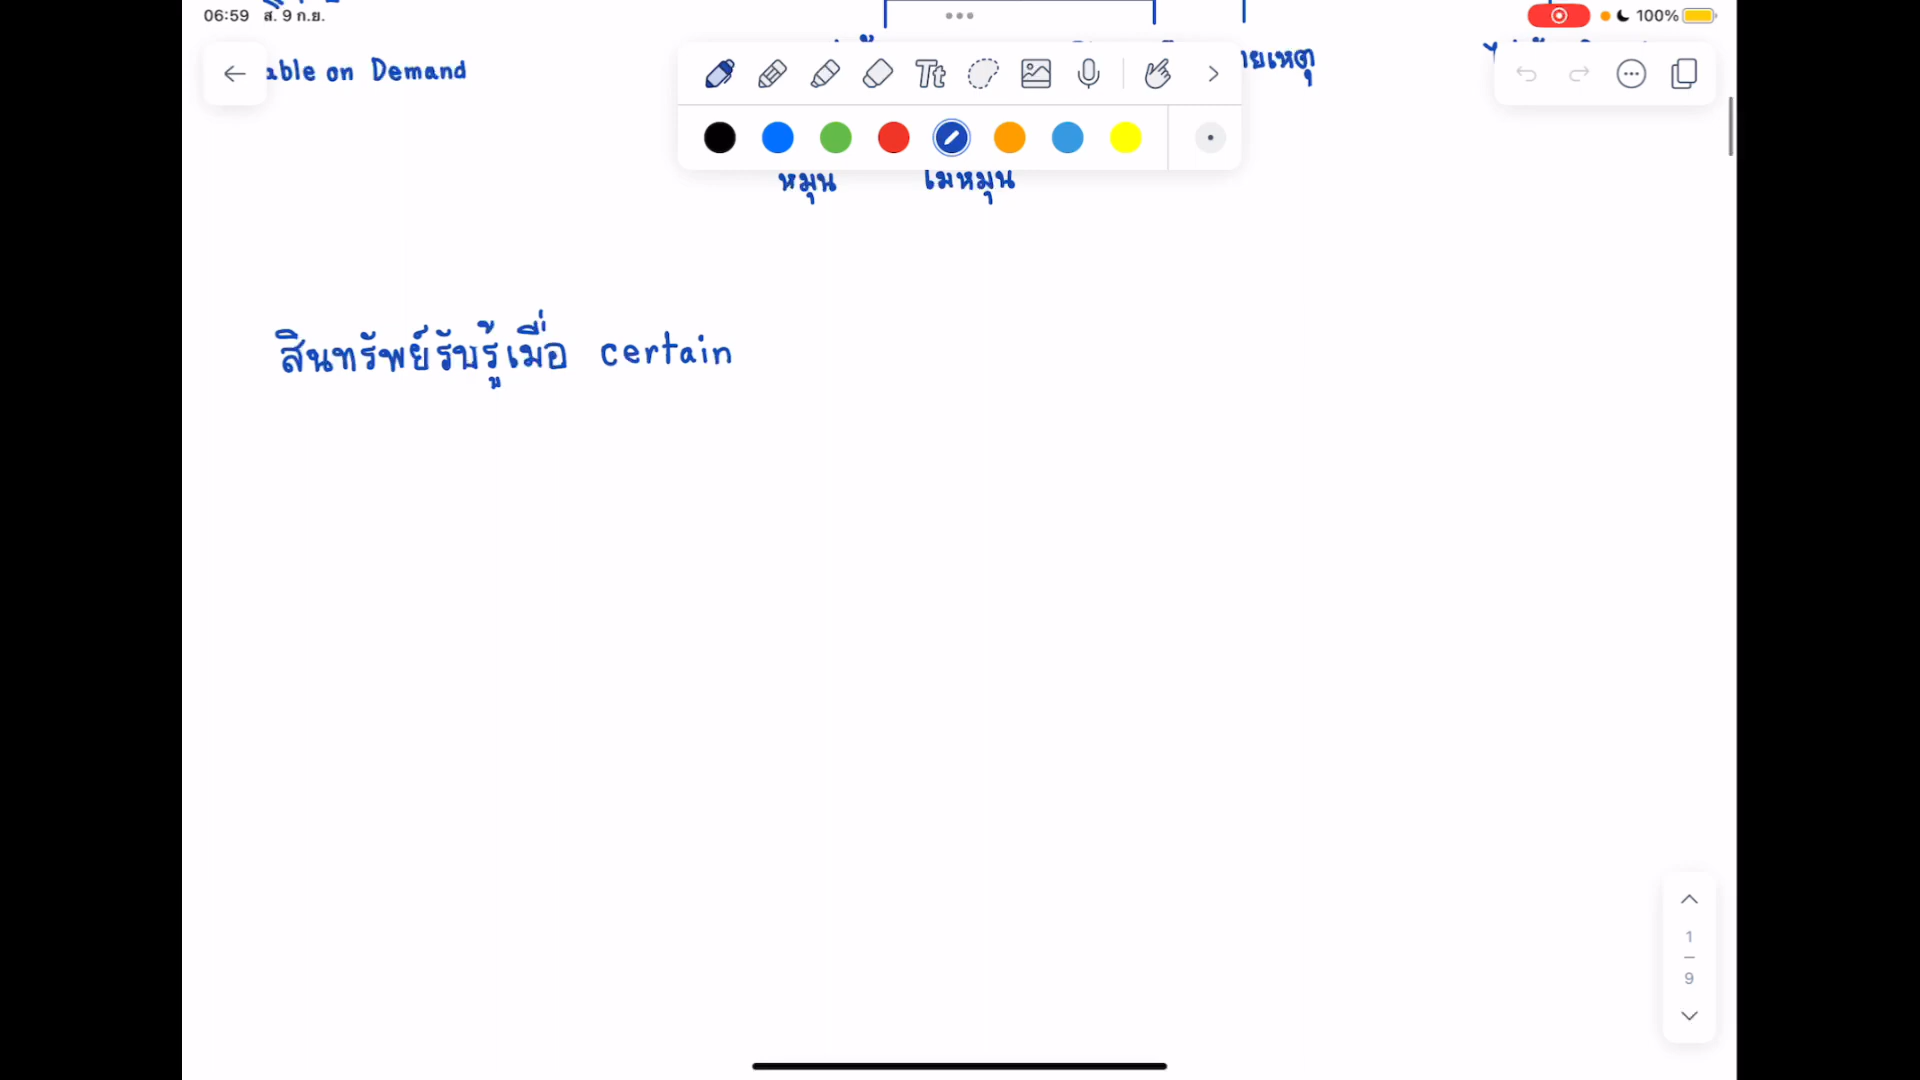 06:59 ส. 9 ก.ย.
100%
able on Demand
ายเหตุ
Tt
หมุน ไม่หมุน
สินทรัพย์รับรู้เมื่อ certain
1
9